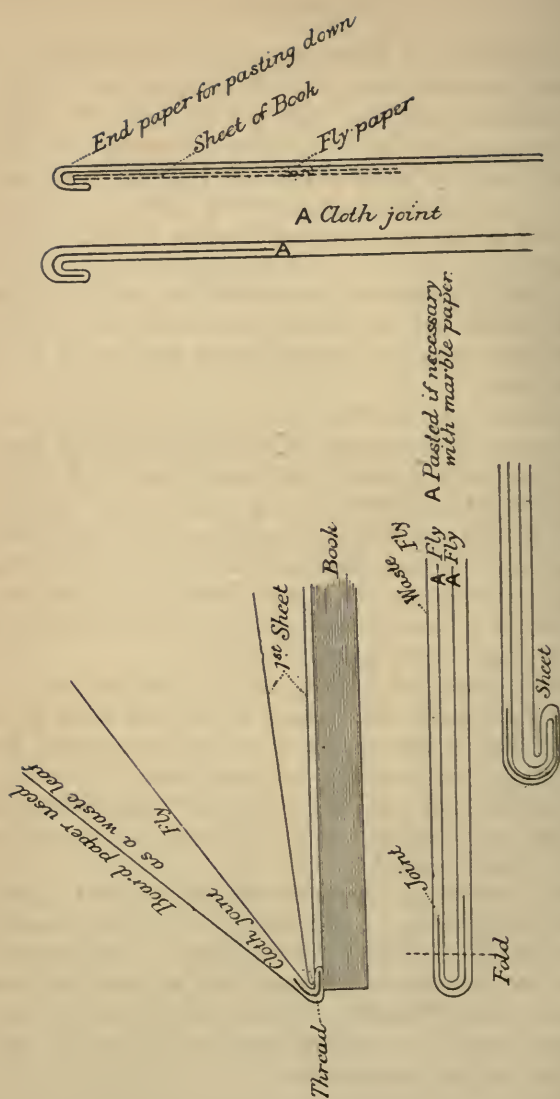 End paper for pasting down
Sheet of Book
Fly paper
A Cloth joint
A
A Pasted if necessary
with marble paper.
Waste Fly
A Fly
A Fly
Joint
Fold
Sheet
Book
1st Sheet
Fly
Board paper used
as a waste leaf
Cloth joint
Thread